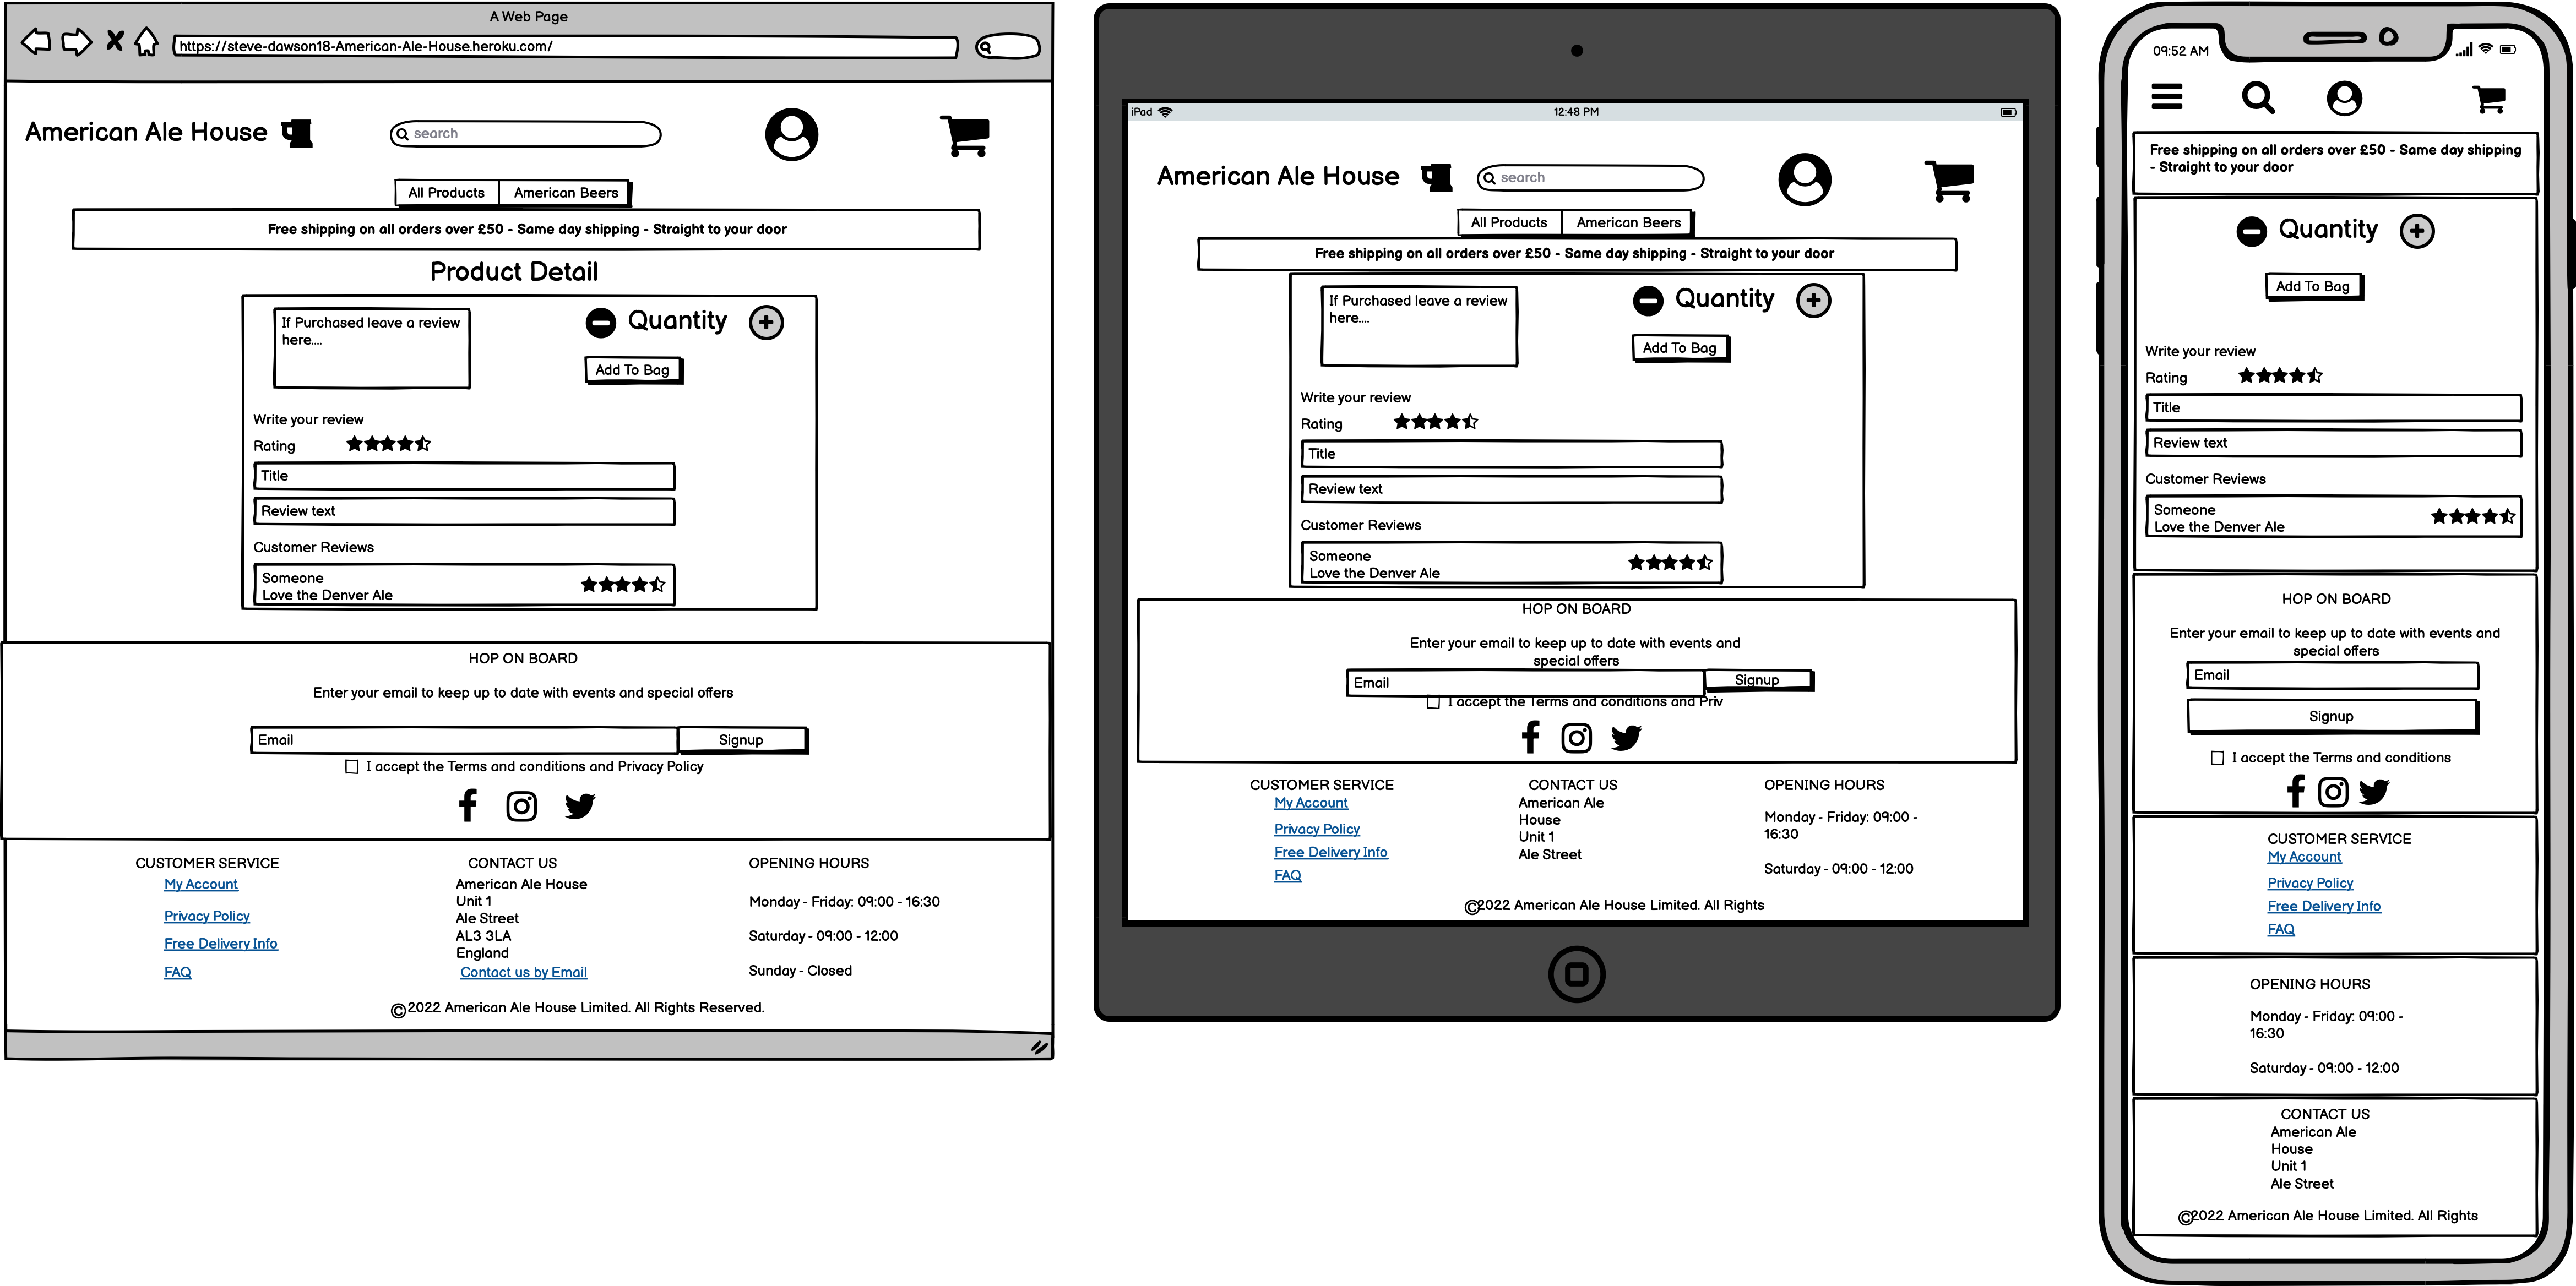 A Web Page
https://steve-dawson18-American-Ale-House.heroku.com/
American Ale House
search
All Products
American Beers
Free shipping on all orders over £50 - Same day shipping - Straight to your door
Product Detail
If Purchased leave a review
here....
Quantity
Add To Bag
Write your review
Rating
Title
Review text
Customer Reviews
Someone
Love the Denver Ale
HOP ON BOARD
Enter your email to keep up to date with events and special offers
Email
Signup
I accept the Terms and conditions and Privacy Policy
CUSTOMER SERVICE
My Account
Privacy Policy
Free Delivery Info
FAQ
CONTACT US
American Ale House
Unit 1
Ale Street
AL3 3LA
England
Contact us by Email
OPENING HOURS
Monday - Friday: 09:00 - 16:30
Saturday - 09:00 - 12:00
Sunday - Closed
©2022 American Ale House Limited. All Rights Reserved.
iPad
12:48 PM
American Ale House
search
All Products
American Beers
Free shipping on all orders over £50 - Same day shipping - Straight to your door
If Purchased leave a review
here....
Quantity
Add To Bag
Write your review
Rating
Title
Review text
Customer Reviews
Someone
Love the Denver Ale
HOP ON BOARD
Enter your email to keep up to date with events and
special offers
Email
Signup
I accept the Terms and conditions and Priv
CUSTOMER SERVICE
My Account
Privacy Policy
Free Delivery Info
FAQ
CONTACT US
American Ale
House
Unit 1
Ale Street
OPENING HOURS
Monday - Friday: 09:00 -
16:30
Saturday - 09:00 - 12:00
©2022 American Ale House Limited. All Rights
09:52 AM
Free shipping on all orders over £50 - Same day shipping
- Straight to your door
Quantity
Add To Bag
Write your review
Rating
Title
Review text
Customer Reviews
Someone
Love the Denver Ale
HOP ON BOARD
Enter your email to keep up to date with events and
special offers
Email
Signup
I accept the Terms and conditions
CUSTOMER SERVICE
My Account
Privacy Policy
Free Delivery Info
FAQ
OPENING HOURS
Monday - Friday: 09:00 -
16:30
Saturday - 09:00 - 12:00
CONTACT US
American Ale
House
Unit 1
Ale Street
©2022 American Ale House Limited. All Rights